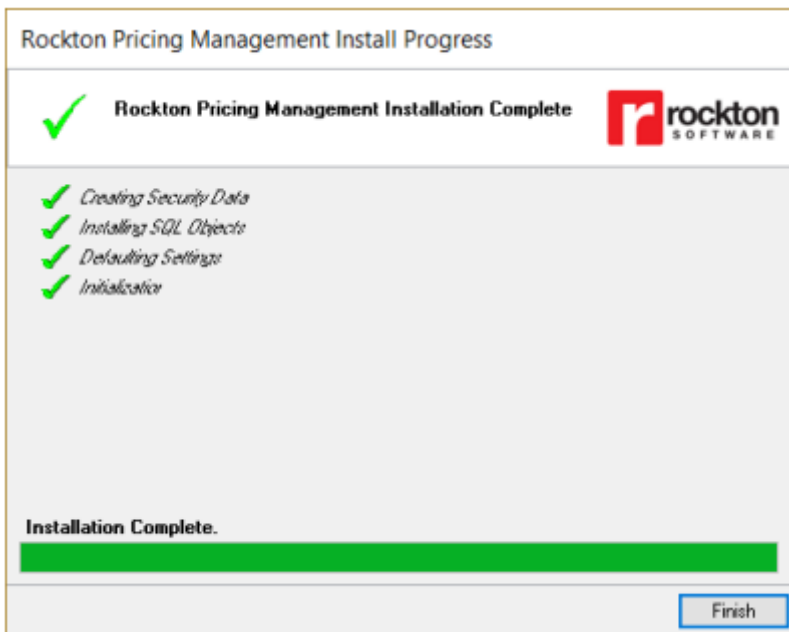 Rockton Pricing Management Install Progress
Rockton Pricing Management Installation Complete
rockton
SOFTWARE
Creating Security Data
Installing SQL Objects
Defaulting Settings
Initialization
Installation Complete.
Finish